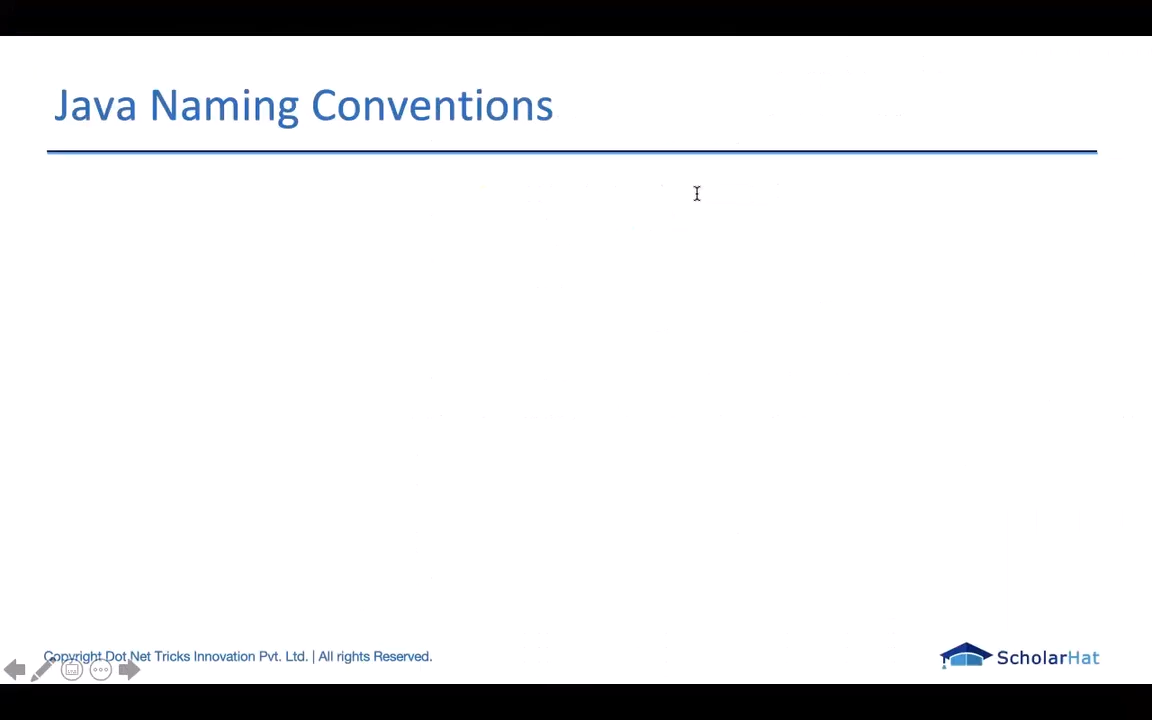 Java Naming Conventions
Copyright Dot Net Tricks Innovation Pvt. Ltd. | All rights Reserved.
ScholarHat